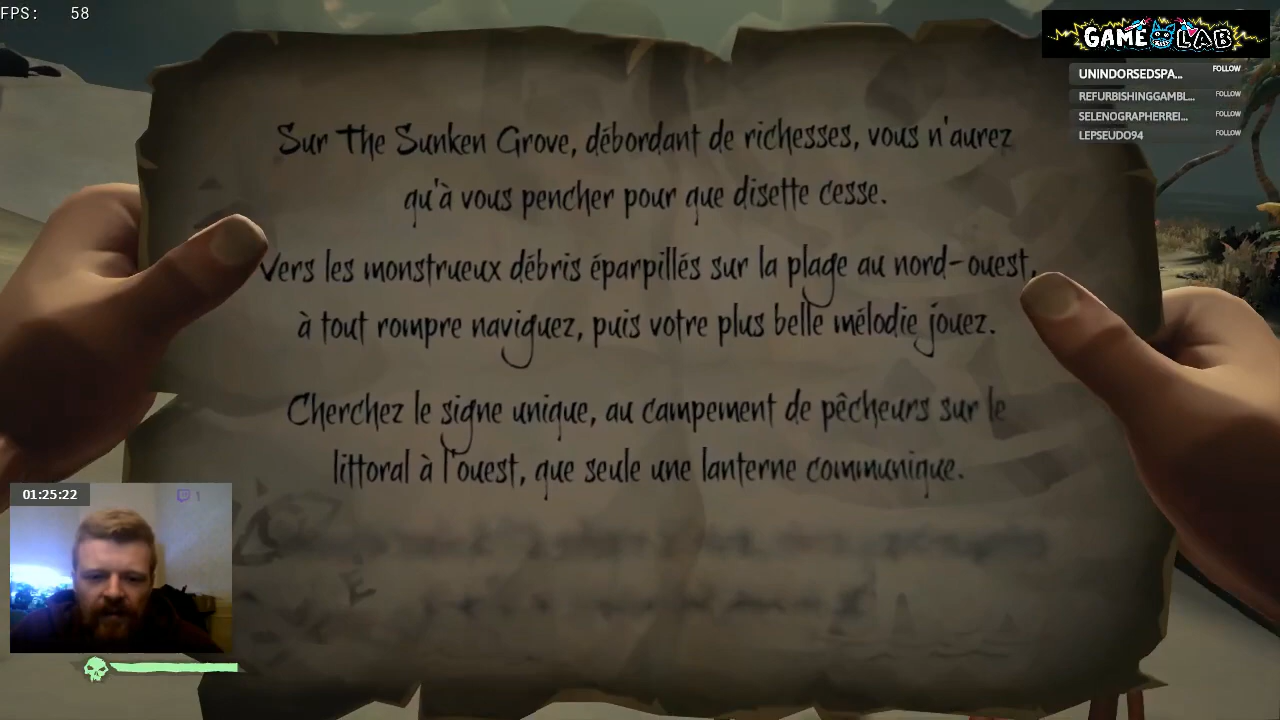 FPS: 58
GAME LAB
UNINDORSEDSPA... FOLLOW
REFURBISHINGGAMBL... FOLLOW
SELENOGRAPHERREI... FOLLOW
LEPSEUDO94 FOLLOW
Sur The Sunken Grove, débordant de richesses, vous n'aurez
qu'à vous pencher pour que disette cesse.
Vers les monstrueux débris éparpillés sur la plage au nord-ouest,
à tout rompre naviguez, puis votre plus belle mélodie jouez.
Cherchez le signe unique, au campement de pêcheurs sur le
littoral à l'ouest, que seule une lanterne communique.
01:25:22
1